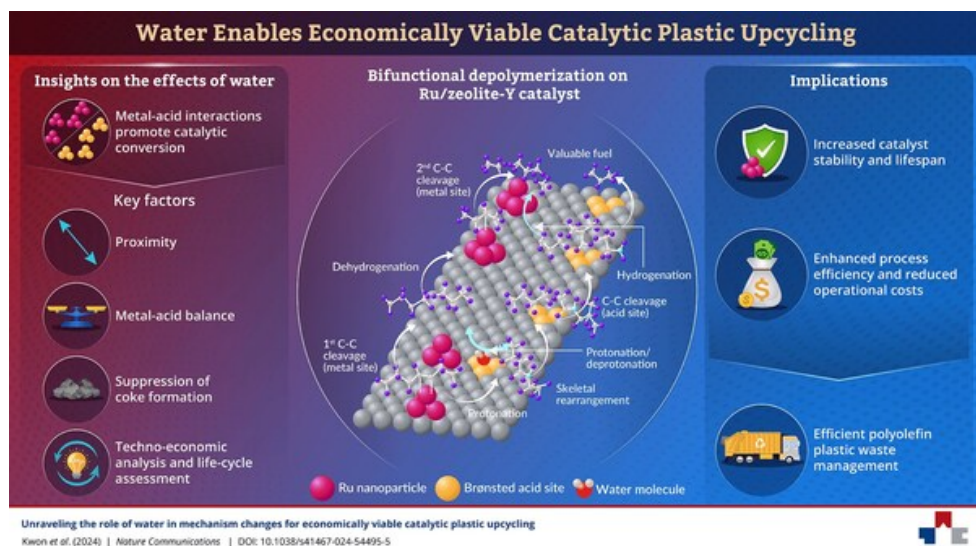 Water Enables Economically Viable Catalytic Plastic Upcycling
Insights on the effects of water
Metal-acid interactions
promote catalytic
conversion
Key factors
Proximity
Metal-acid balance
Suppression of
coke formation
Techno-economic
analysis and life-cycle
assessment
Bifunctional depolymerization on
Ru/zeolite-Y catalyst
Valuable fuel
2nd C-C
cleavage
(metal site)
Dehydrogenation
Hydrogenation
C-C cleavage
(acid site)
1st C-C
cleavage
(metal site)
Protonation/
deprotonation
Skeletal
rearrangement
Protonation
Ru nanoparticle
Brønsted acid site
Water molecule
Implications
Increased catalyst
stability and lifespan
Enhanced process
efficiency and reduced
operational costs
Efficient polyolefin
plastic waste
management
Unraveling the role of water in mechanism changes for economically viable catalytic plastic upcycling
Kwon et al. (2024) | Nature Communications | DOI: 10.1038/s41467-024-54495-5